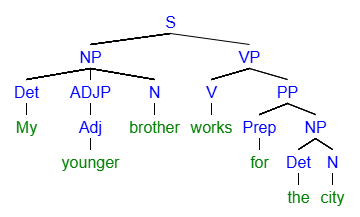 S
NP VP
Det ADJP N V PP
My Adj brother works Prep NP
younger for Det N
the city